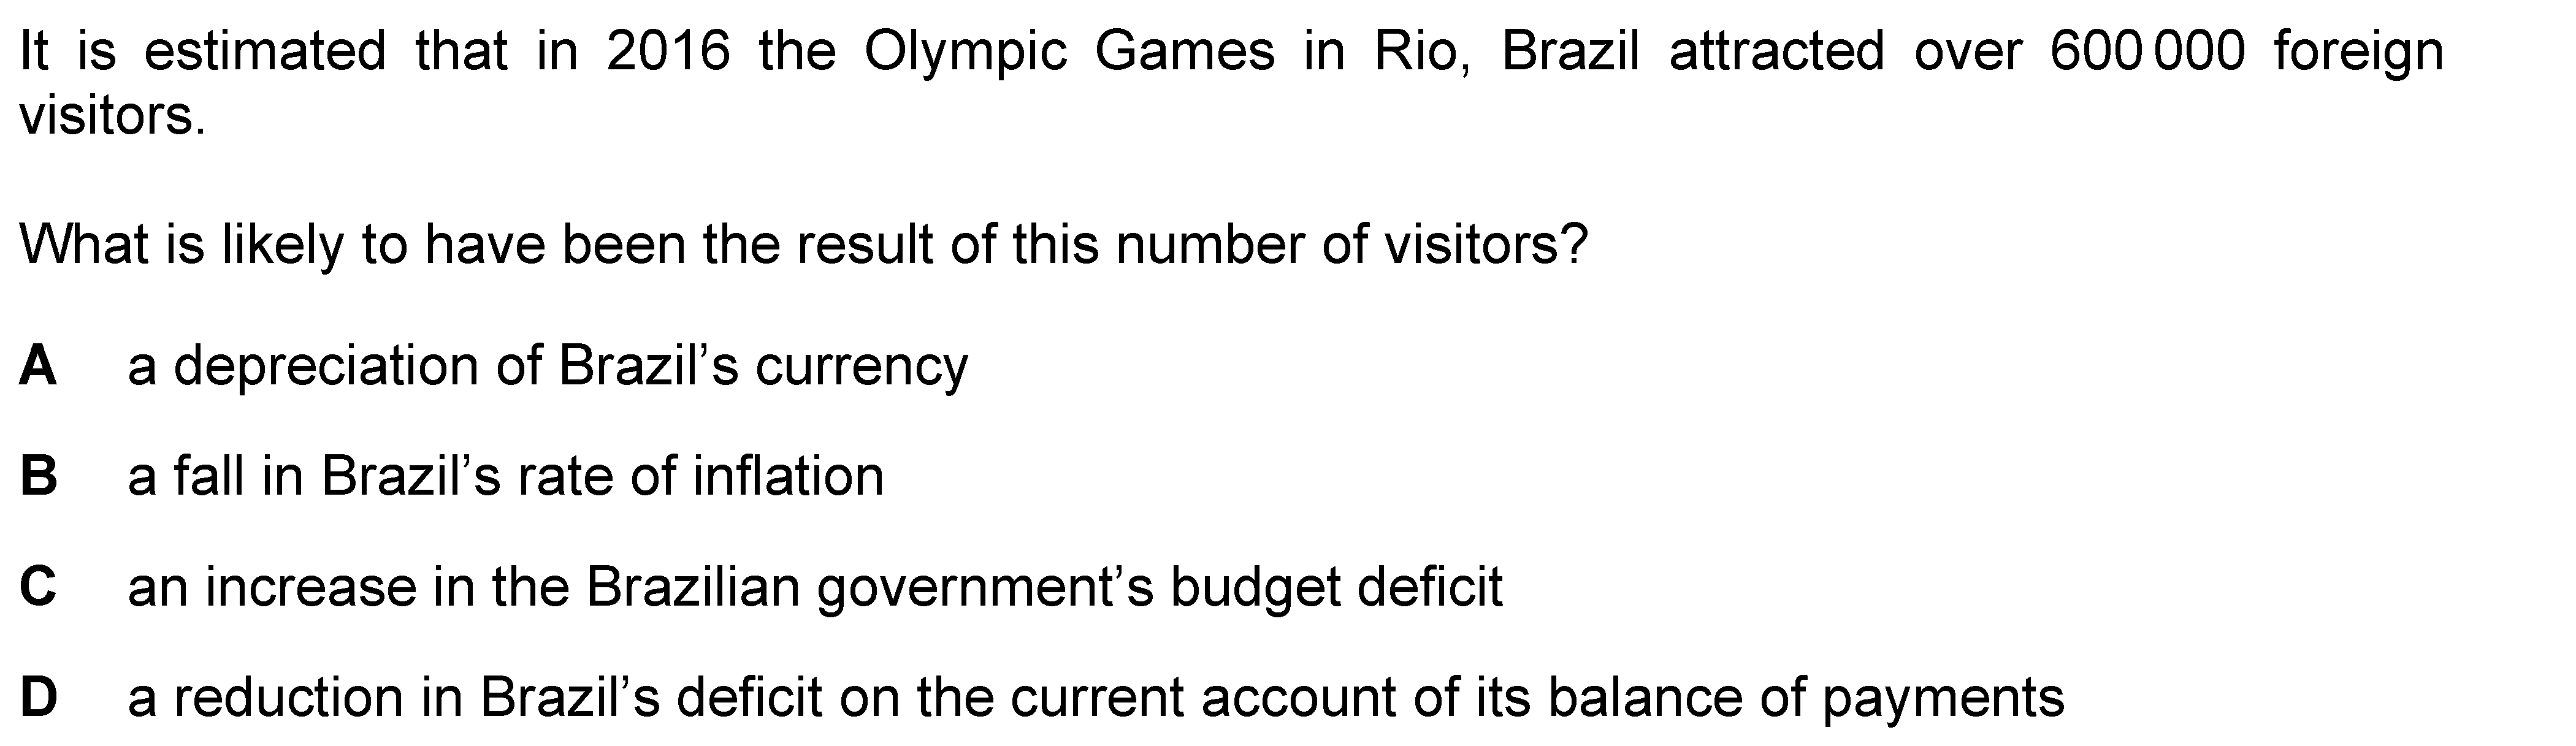 It is estimated that in 2016 the Olympic Games in Rio, Brazil attracted over 600 000 foreign
visitors.
What is likely to have been the result of this number of visitors?
A a depreciation of Brazil’s currency
B a fall in Brazil’s rate of inflation
C an increase in the Brazilian government’s budget deficit
D a reduction in Brazil’s deficit on the current account of its balance of payments